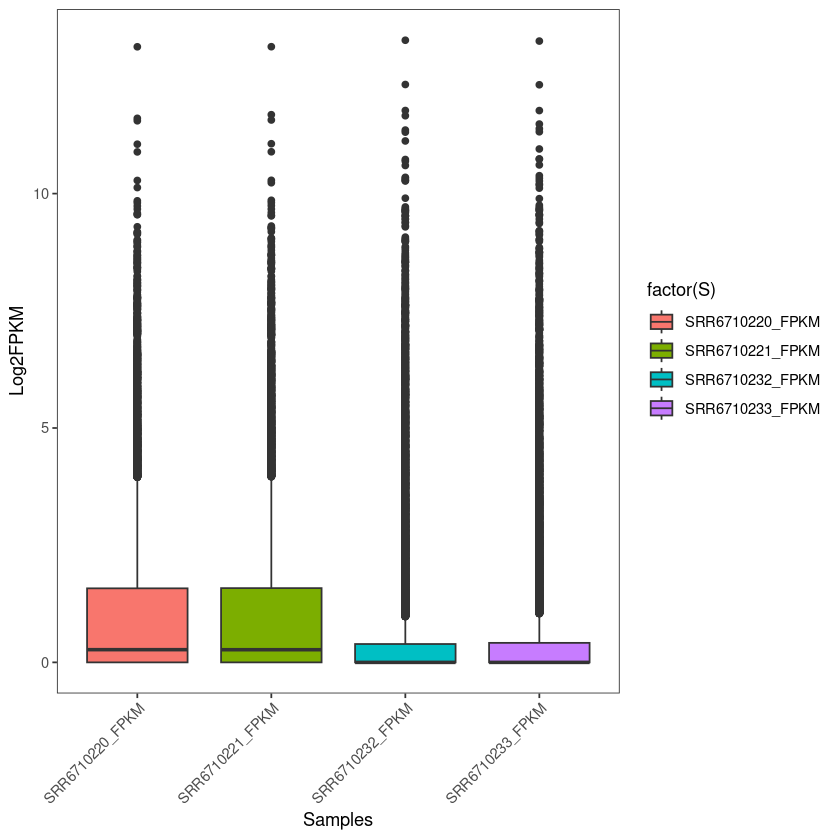 Log2FPKM
10
5
0
SRR6710220_FPKM
SRR6710221_FPKM
SRR6710232_FPKM
SRR6710233_FPKM
Samples
factor(S)
SRR6710220_FPKM
SRR6710221_FPKM
SRR6710232_FPKM
SRR6710233_FPKM